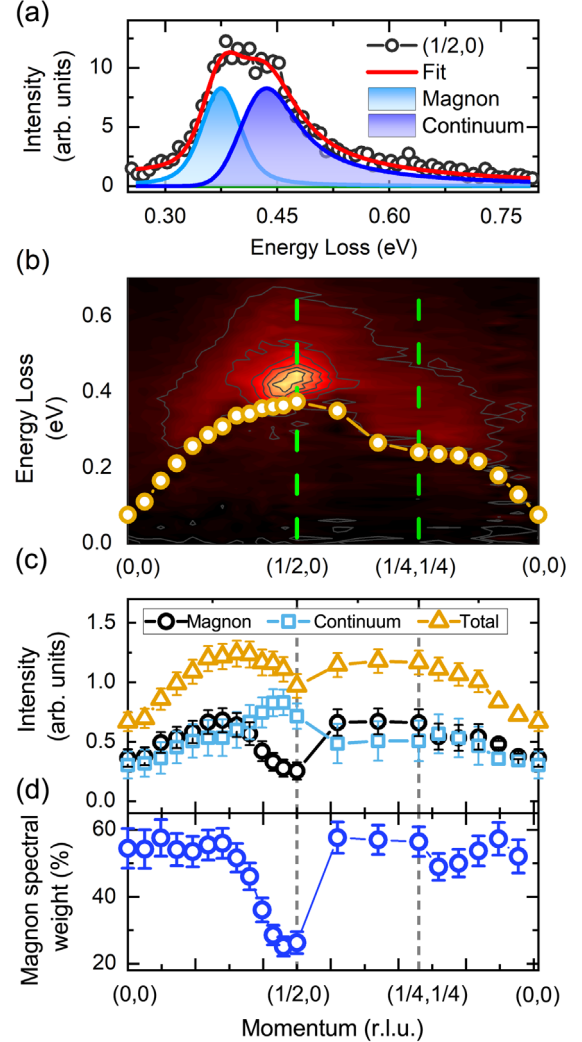 (a)
Intensity
(arb. units)
10
5
0
(1/2,0)
Fit
Magnon
Continuum
0.30 0.45 0.60 0.75
Energy Loss (eV)
(b)
Energy Loss
(eV)
0.6
0.4
0.2
0.0
(0,0) (1/2,0) (1/4,1/4) (0,0)
(c)
Intensity
(arb. units)
1.5
1.0
0.5
0.0
Magnon Continuum Total
(d)
Magnon spectral
weight (%)
60
50
20
(0,0) (1/2,0) (1/4,1/4) (0,0)
Momentum (r.l.u.)